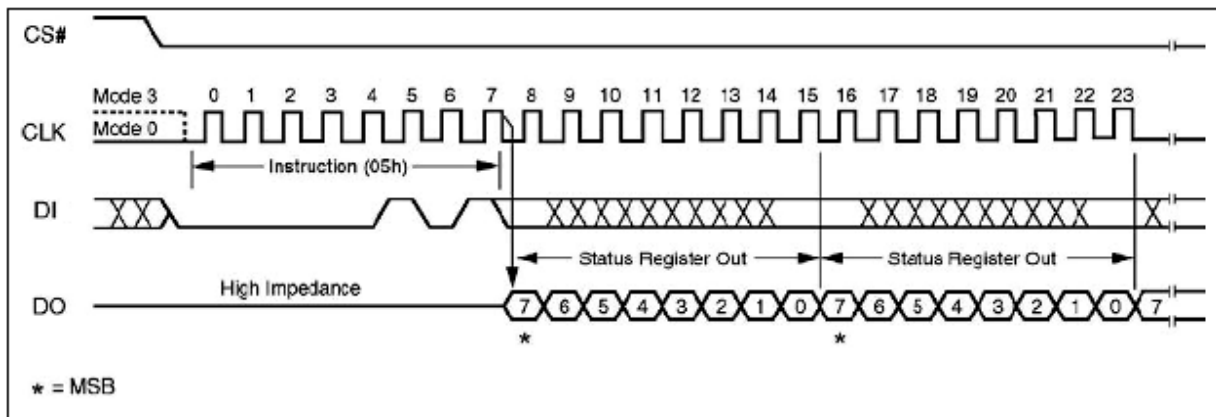 CS#
Mode 3
Mode 0
CLK
0 1 2 3 4 5 6 7 8 9 10 11 12 13 14 15 16 17 18 19 20 21 22 23
Instruction (05h)
DI
Status Register Out
Status Register Out
High Impedance
DO
7 6 5 4 3 2 1 0 7 6 5 4 3 2 1 0 7
* *
* = MSB